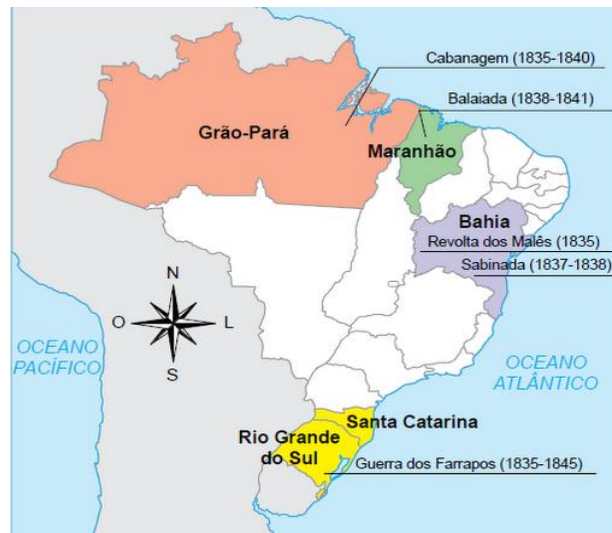 Cabanagem (1835-1840)
Balaiada (1838-1841)
Grão-Pará
Maranhão
Bahia
Revolta dos Malês (1835)
Sabinada (1837-1838)
N
O
L
S
OCEANO
PACÍFICO
OCEANO
ATLÂNTICO
Santa Catarina
Rio Grande
do Sul
Guerra dos Farrapos (1835-1845)